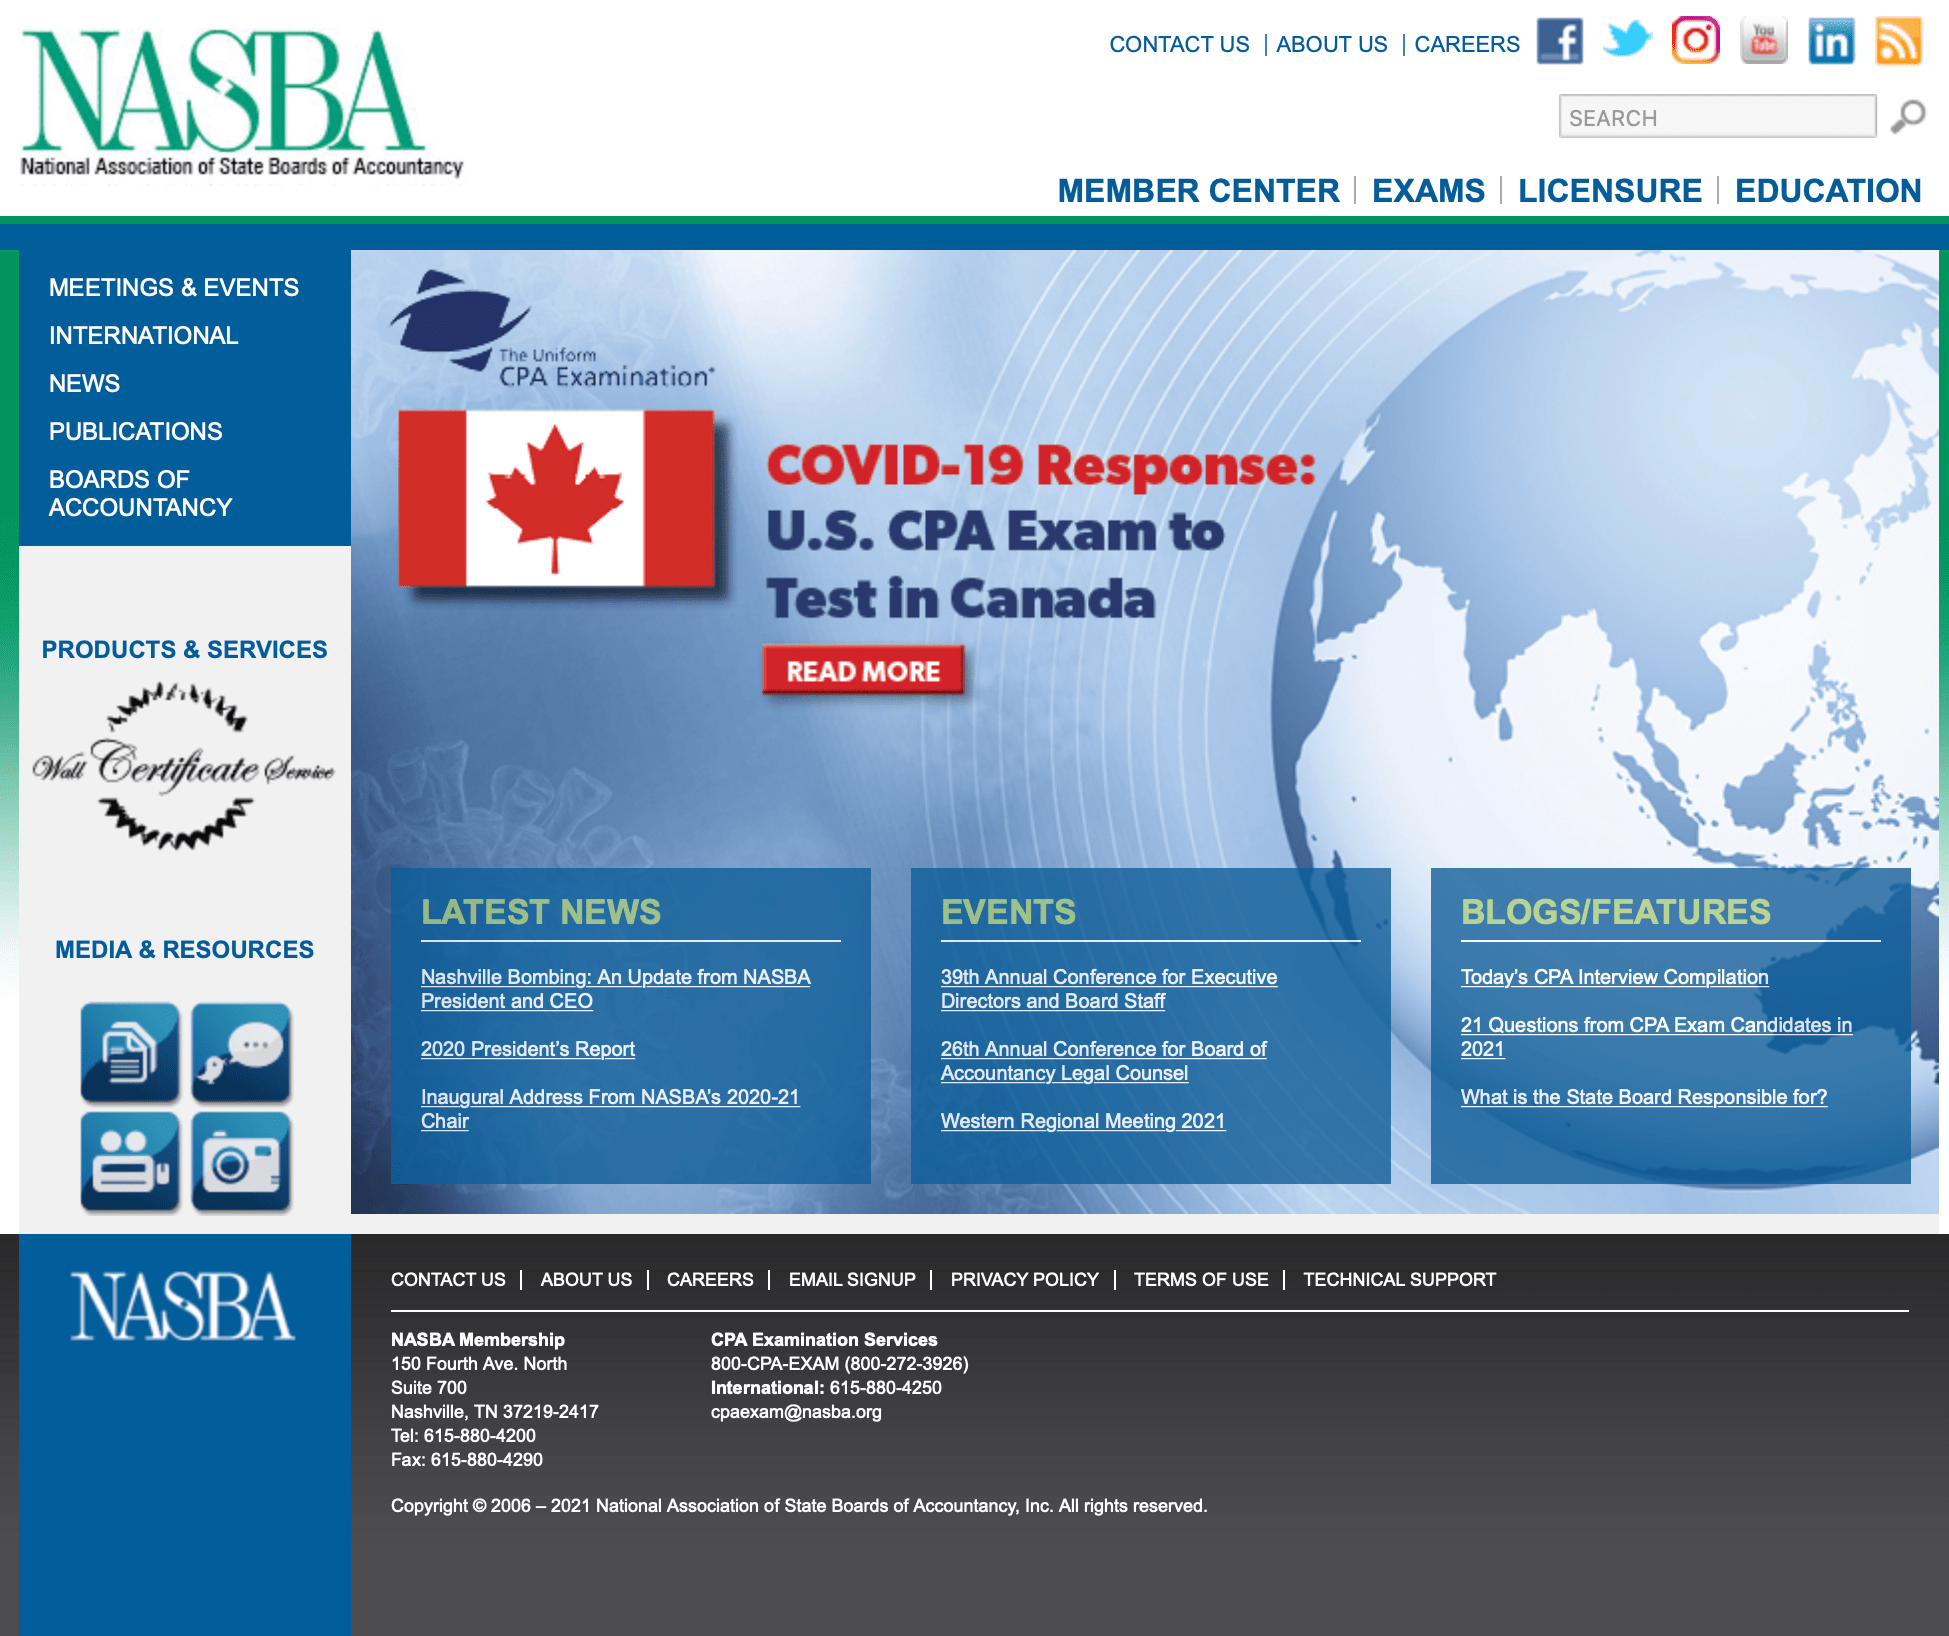 NASBA
National Association of State Boards of Accountancy
CONTACT US | ABOUT US | CAREERS
You
Tube
in
SEARCH
MEMBER CENTER | EXAMS | LICENSURE | EDUCATION
MEETINGS & EVENTS
INTERNATIONAL
NEWS
PUBLICATIONS
BOARDS OF
ACCOUNTANCY
PRODUCTS & SERVICES
Wall Certificate Service
MEDIA & RESOURCES
The Uniform
CPA Examination
COVID-19 Response:
U.S. CPA Exam to
Test in Canada
READ MORE
LATEST NEWS
Nashville Bombing: An Update from NASBA
President and CEO
2020 President's Report
Inaugural Address From NASBA's 2020-21
Chair
EVENTS
39th Annual Conference for Executive
Directors and Board Staff
26th Annual Conference for Board of
Accountancy Legal Counsel
Western Regional Meeting 2021
BLOGS/FEATURES
Today's CPA Interview Compilation
21 Questions from CPA Exam Candidates in
2021
What is the State Board Responsible for?
NASBA
CONTACT US | ABOUT US | CAREERS | EMAIL SIGNUP | PRIVACY POLICY | TERMS OF USE | TECHNICAL SUPPORT
NASBA Membership
150 Fourth Ave. North
Suite 700
Nashville, TN 37219-2417
Tel: 615-880-4200
Fax: 615-880-4290
CPA Examination Services
800-CPA-EXAM (800-272-3926)
International: 615-880-4250
cpaexam@nasba.org
Copyright © 2006 – 2021 National Association of State Boards of Accountancy, Inc. All rights reserved.